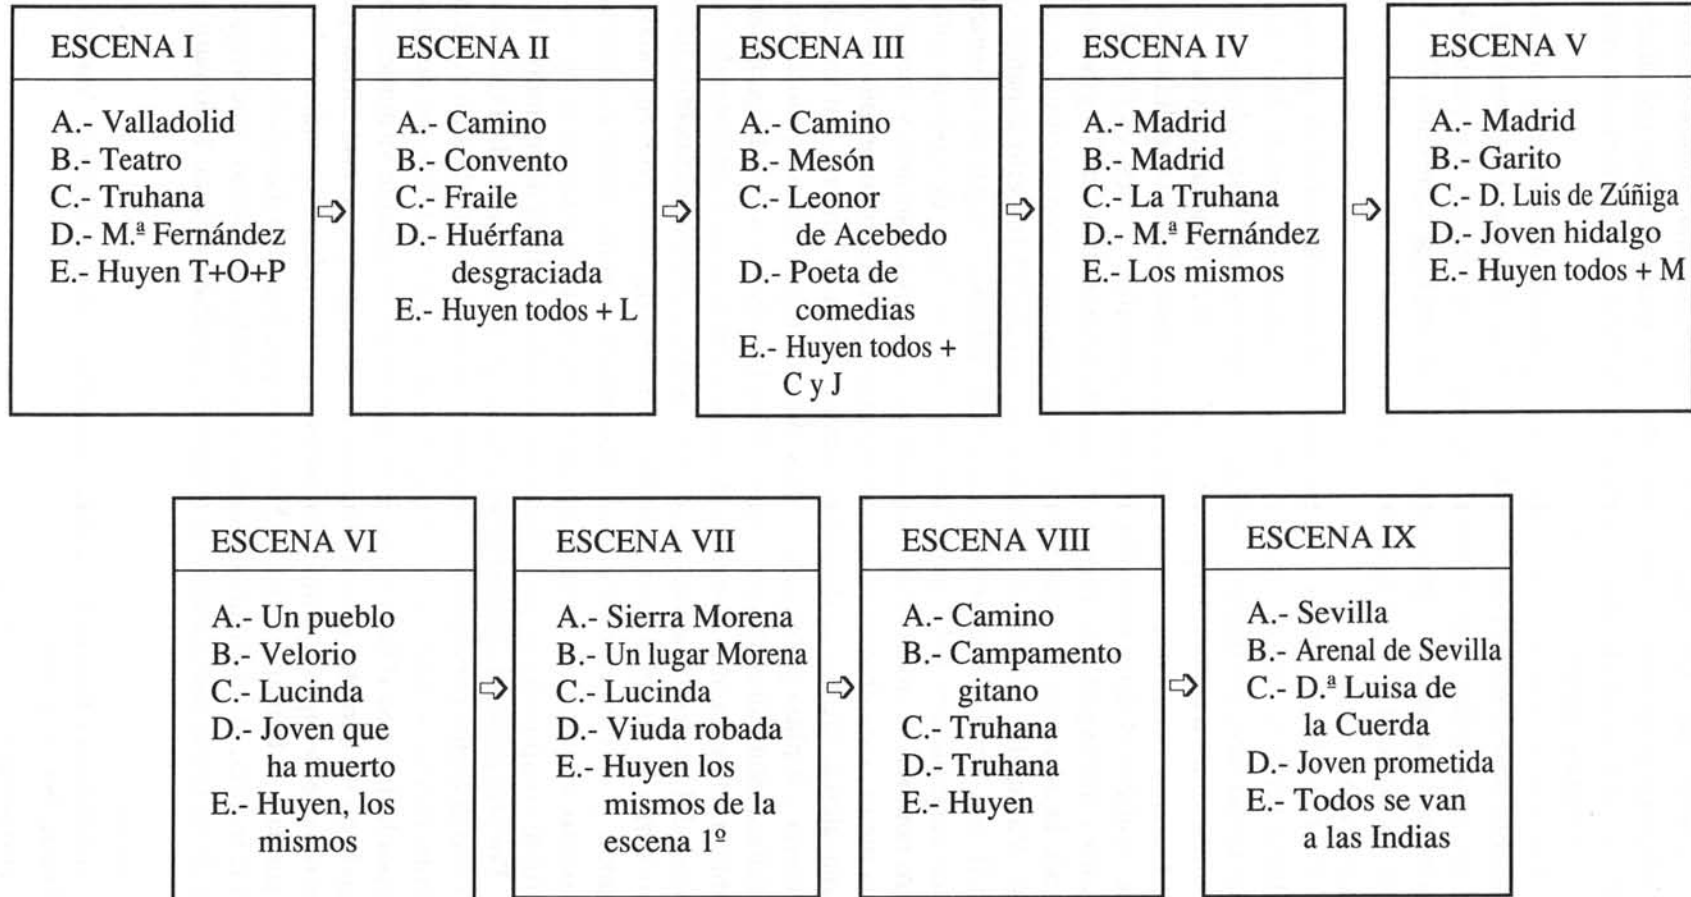 ESCENA I
A.- Valladolid
B.- Teatro
C.- Truhana
D.- M.ª Fernández
E.- Huyen T+O+P
ESCENA II
A.- Camino
B.- Convento
C.- Fraile
D.- Huérfana
desgraciada
E.- Huyen todos + L
ESCENA III
A.- Camino
B.- Mesón
C.- Leonor
de Acebedo
D.- Poeta de
comedias
E.- Huyen todos +
C y J
ESCENA IV
A.- Madrid
B.- Madrid
C.- La Truhana
D.- M.ª Fernández
E.- Los mismos
ESCENA V
A.- Madrid
B.- Garito
C.- D. Luis de Zúñiga
D.- Joven hidalgo
E.- Huyen todos + M
ESCENA VI
A.- Un pueblo
B.- Velorio
C.- Lucinda
D.- Joven que
ha muerto
E.- Huyen, los
mismos
ESCENA VII
A.- Sierra Morena
B.- Un lugar Morena
C.- Lucinda
D.- Viuda robada
E.- Huyen los
mismos de la
escena 1º
ESCENA VIII
A.- Camino
B.- Campamento
gitano
C.- Truhana
D.- Truhana
E.- Huyen
ESCENA IX
A.- Sevilla
B.- Arenal de Sevilla
C.- D.ª Luisa de
la Cuerda
D.- Joven prometida
E.- Todos se van
a las Indias